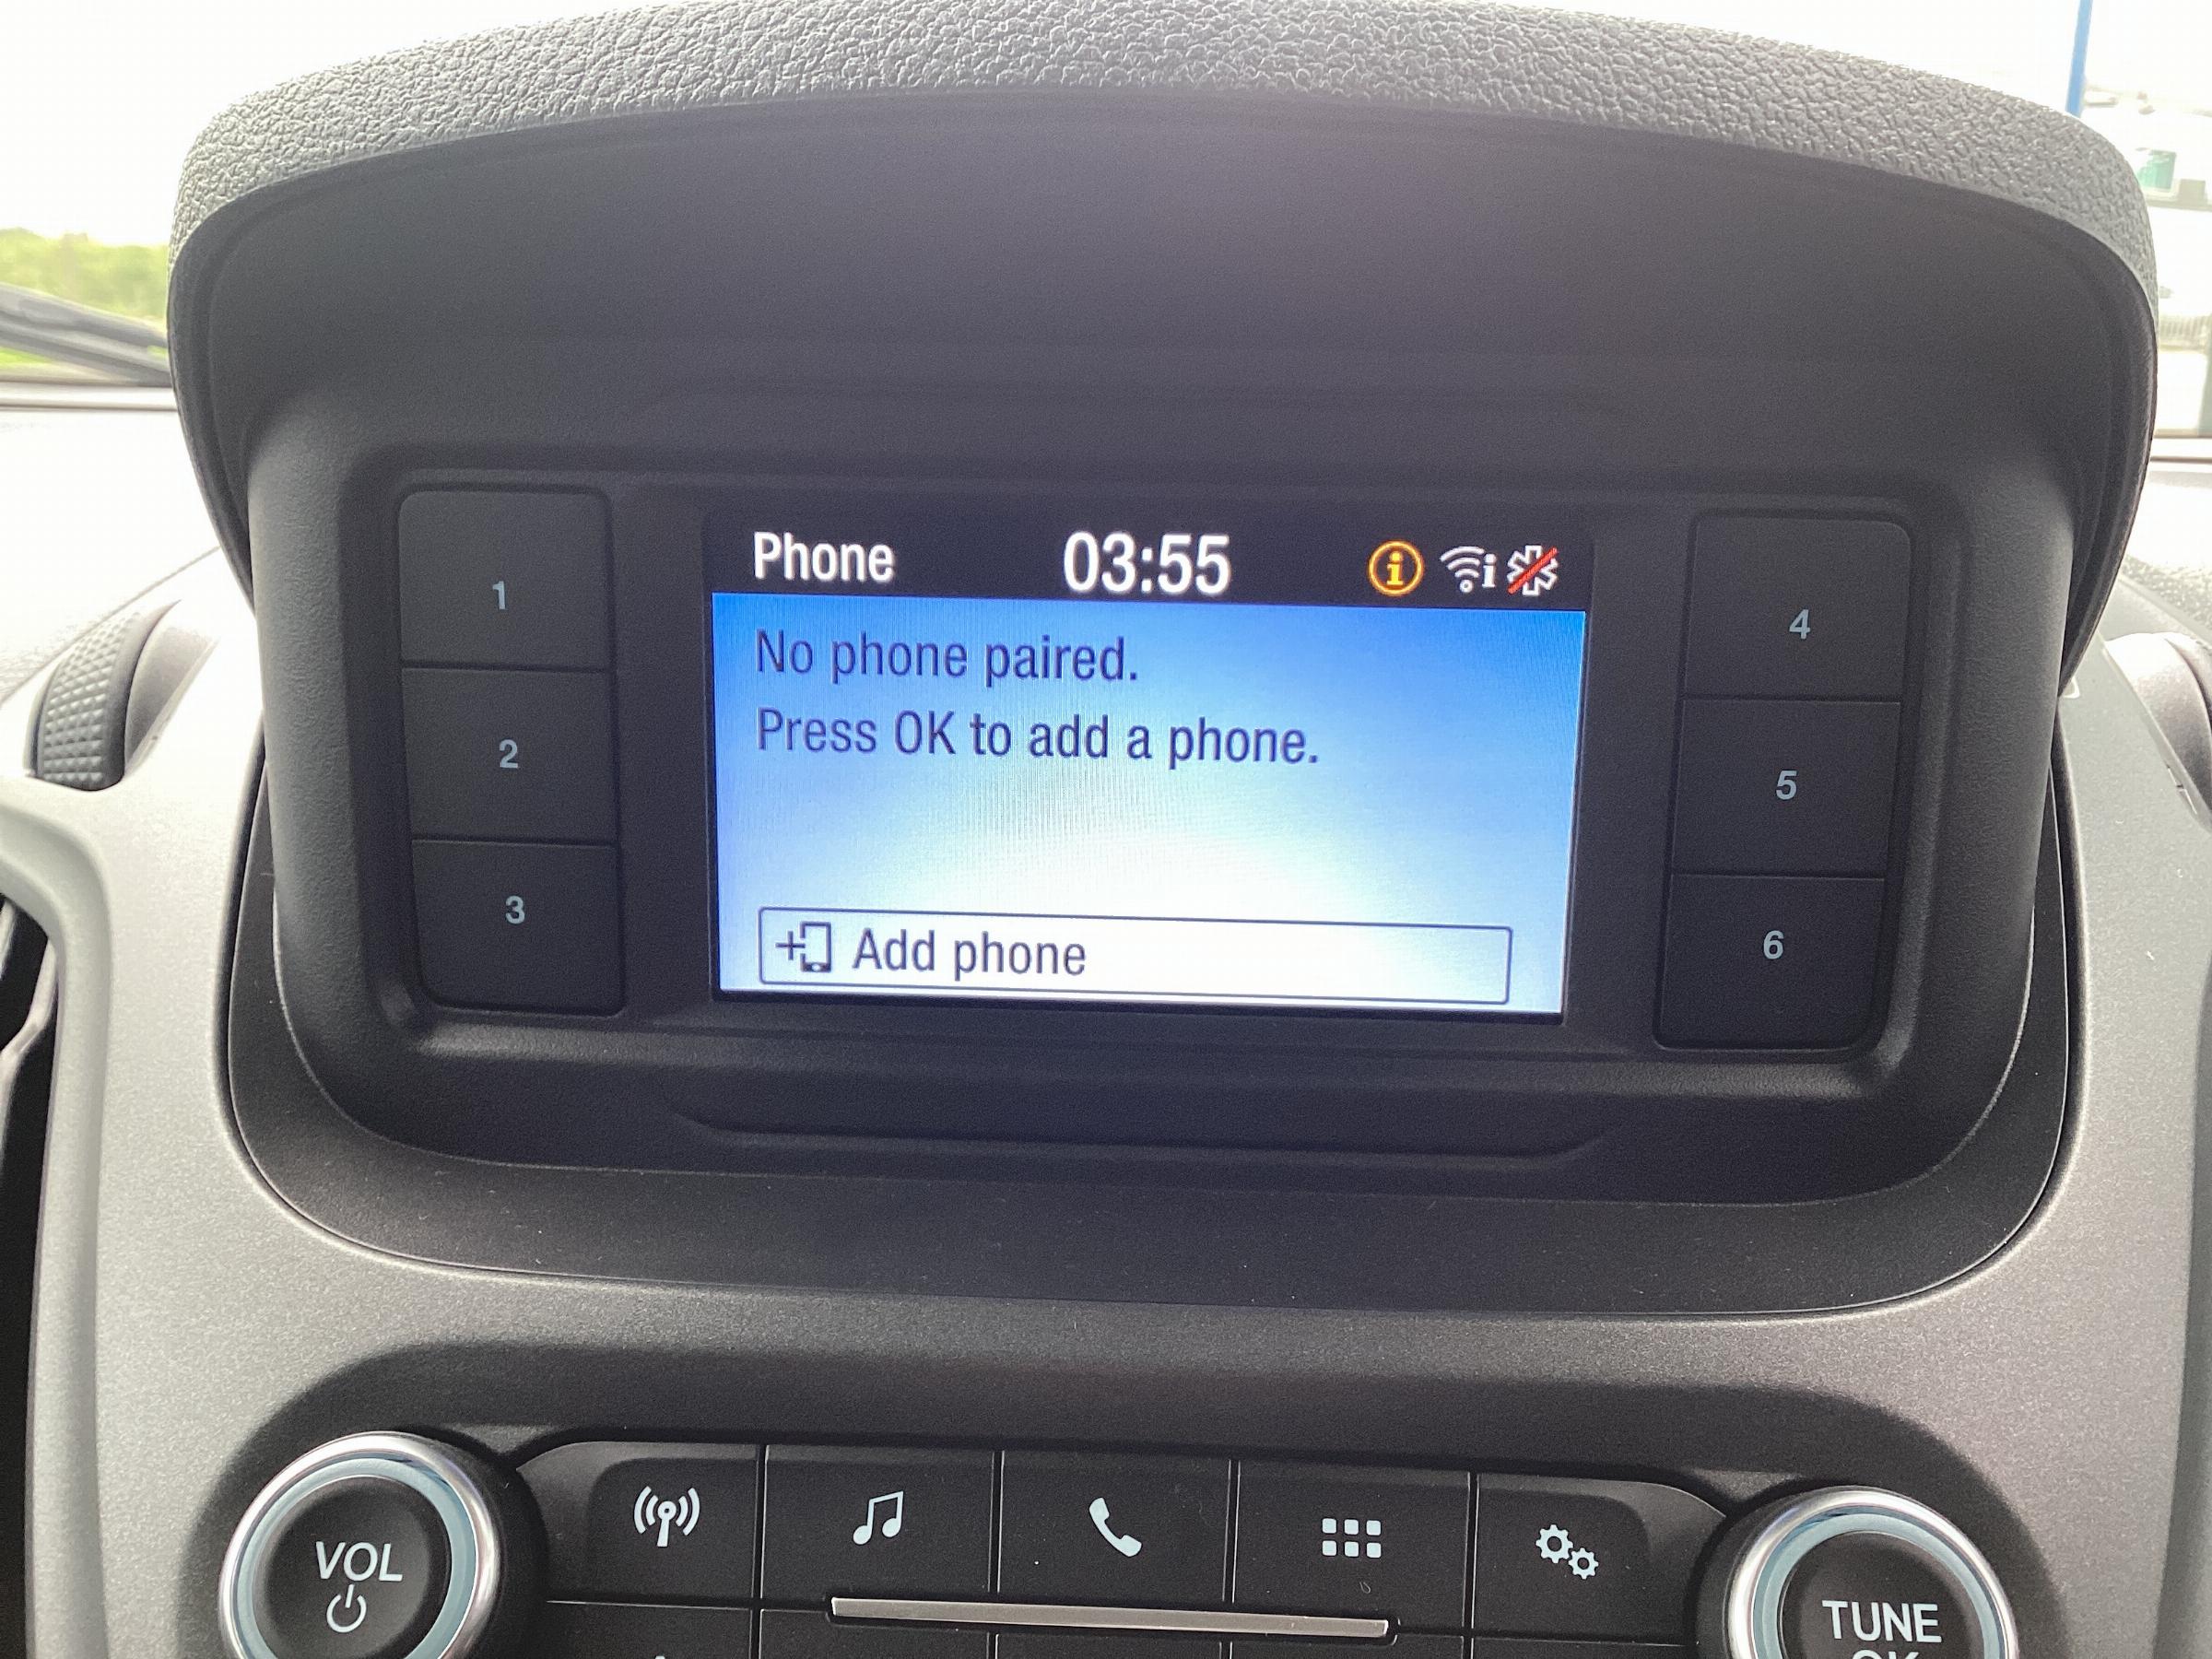 Phone 03:55
No phone paired.
Press OK to add a phone.
Add phone
1
2
3
4
5
6
VOL
TUNE
OK